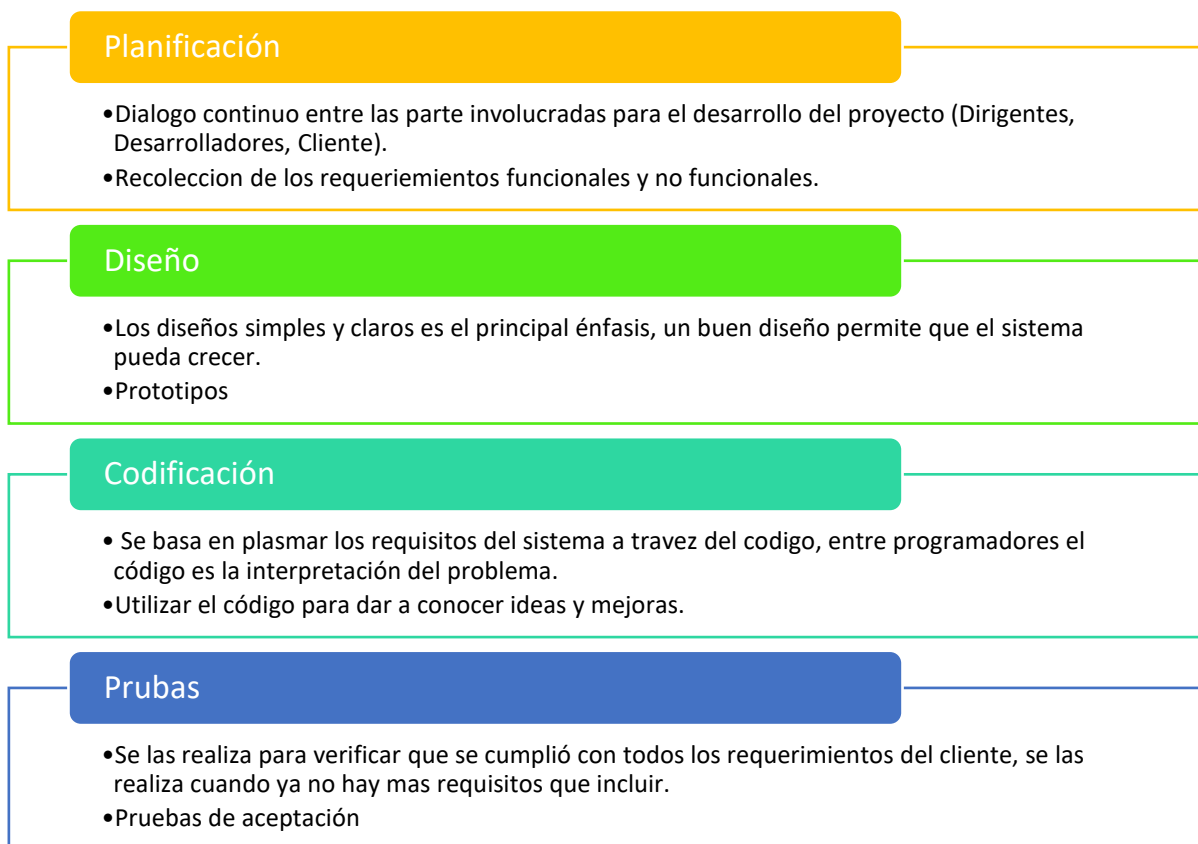 Planificación
•Dialogo continuo entre las parte involucradas para el desarrollo del proyecto (Dirigentes,
Desarrolladores, Cliente).
•Recoleccion de los requeriemientos funcionales y no funcionales.
Diseño
•Los diseños simples y claros es el principal énfasis, un buen diseño permite que el sistema
pueda crecer.
•Prototipos
Codificación
• Se basa en plasmar los requisitos del sistema a travez del codigo, entre programadores el
código es la interpretación del problema.
•Utilizar el código para dar a conocer ideas y mejoras.
Prubas
•Se las realiza para verificar que se cumplió con todos los requerimientos del cliente, se las
realiza cuando ya no hay mas requisitos que incluir.
•Pruebas de aceptación